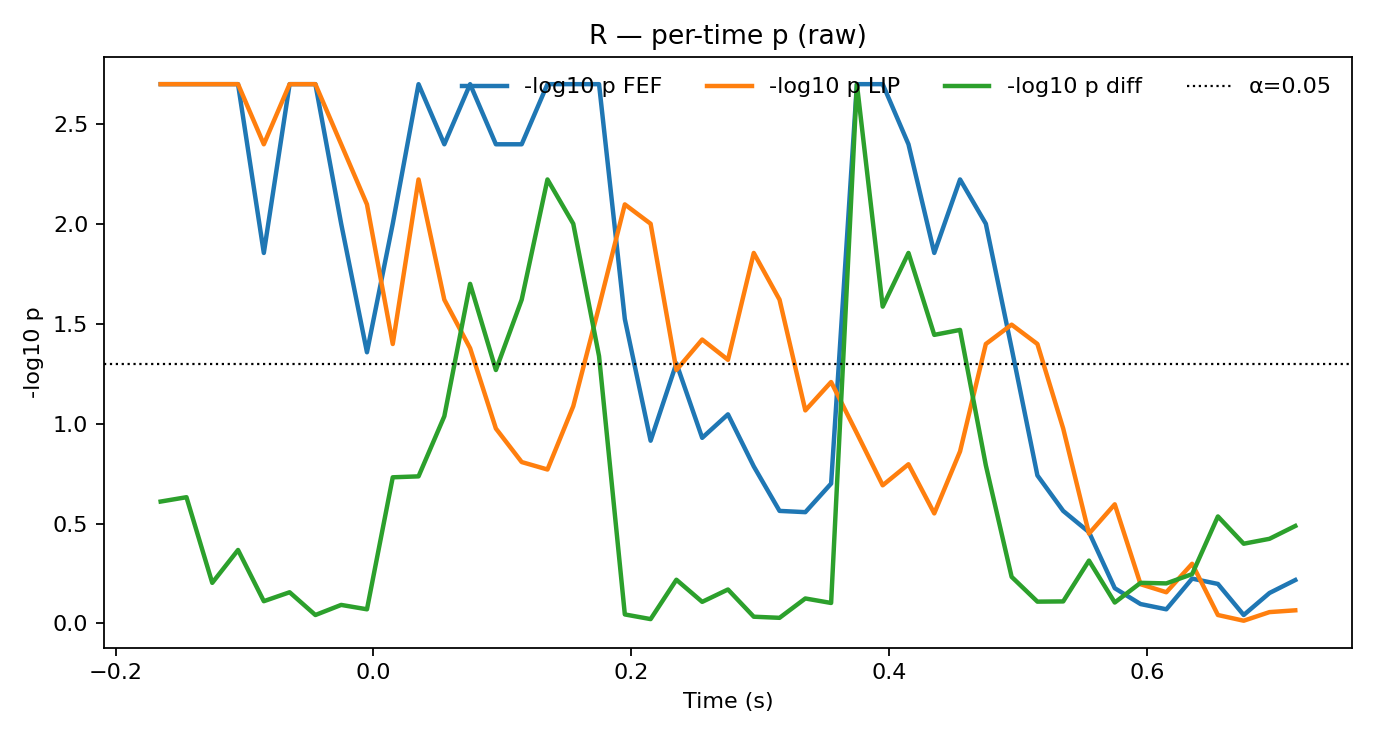 R — per-time p (raw)
-log10 p FEF
-log10 p LIP
-log10 p diff
α=0.05
-log10 p
2.5
2.0
1.5
1.0
0.5
0.0
−0.2
0.0
0.2
0.4
0.6
Time (s)